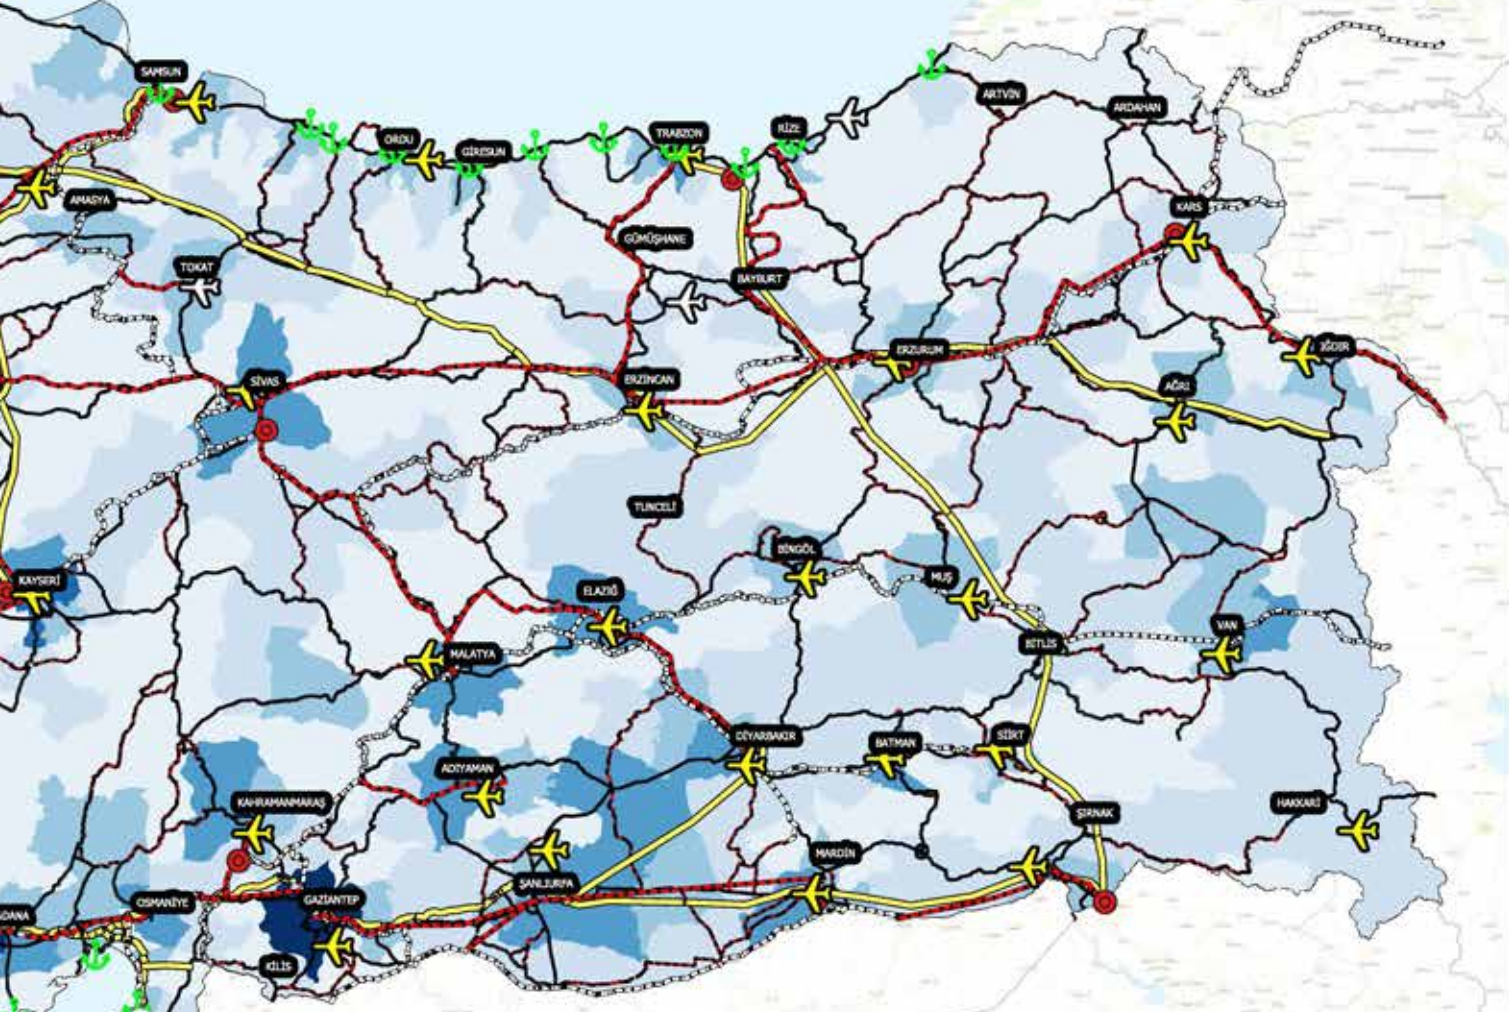 SAMSUN
ARTVİN
ARDAHAN
ORDU
GİRESUN
TRABZON
RİZE
AMASYA
KARS
GÜMÜŞHANE
TOKAT
BAYBURT
ERZURUM
IĞDIR
SİVAS
ERZİNCAN
AĞRI
TUNCELİ
BİNGÖL
KAYSERİ
ELAZIĞ
MUŞ
VAN
BİTLİS
MALATYA
DİYARBAKIR
BATMAN
SİİRT
ADIYAMAN
KAHRAMANMARAŞ
HAKKARİ
ŞIRNAK
MARDİN
ŞANLIURFA
OSMANİYE
GAZİANTEP
ADANA
KİLİS